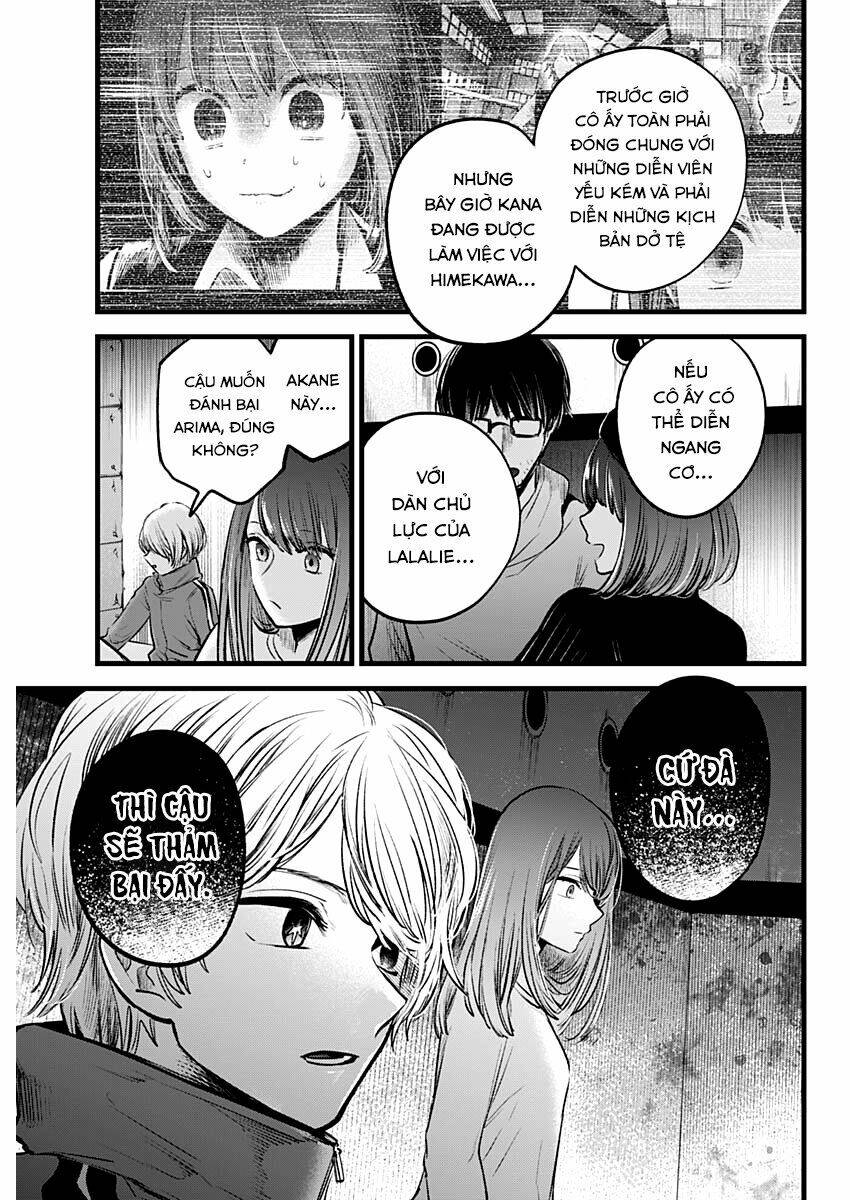 TRƯỚC GIỜ
CÔ ẤY TOÀN PHẢI
ĐÓNG CHUNG VỚI
NHỮNG DIỄN VIÊN
YẾU KÉM VÀ PHẢI
DIỄN NHỮNG KỊCH
BẢN DỞ TỆ
NHƯNG
BÂY GIỜ KANA
ĐANG ĐƯỢC
LÀM VIỆC VỚI
HIMEKAWA...
NẾU
CÔ ẤY CÓ
THỂ DIỄN
NGANG
CƠ...
VỚI
DÀN CHỦ
LỰC CỦA
LALALIE...
AKANE
NÀY...
CẬU MUỐN
ĐÁNH BẠI
ARIMA, ĐÚNG
KHÔNG?
CỨ ĐÀ
NÀY...
THÌ CẬU
SẼ THẢM
BẠI ĐẤY.